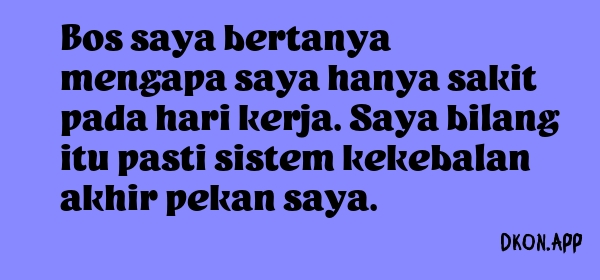 Bos saya bertanya
mengapa saya hanya sakit
pada hari kerja. Saya bilang
itu pasti sistem kekebalan
akhir pekan saya.
DKON.APP